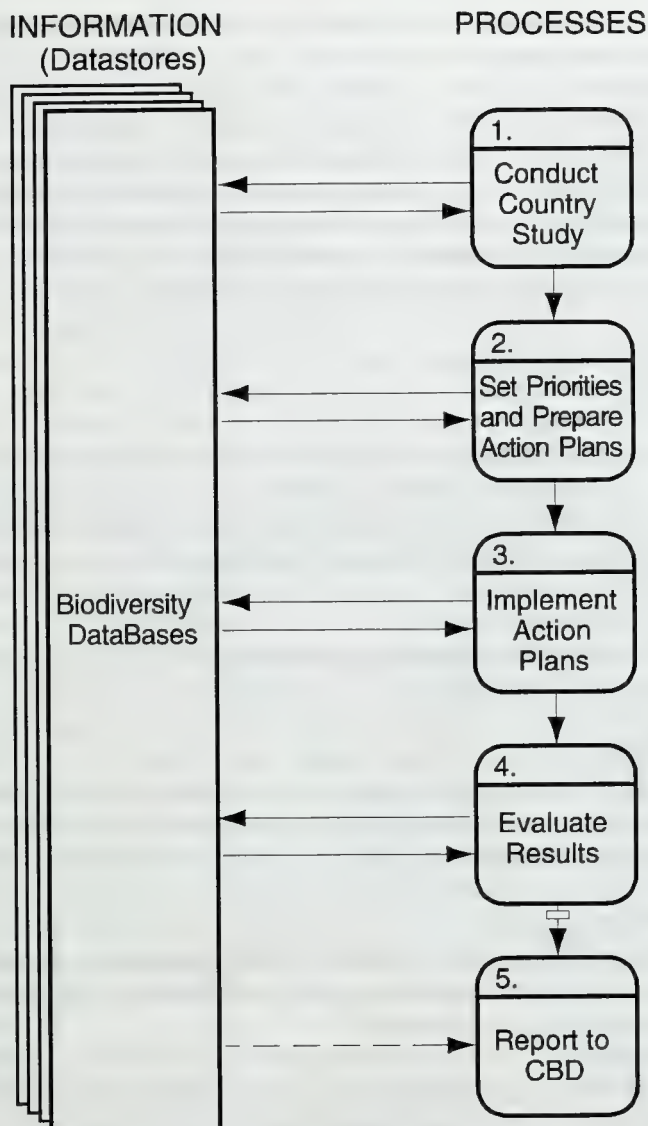 INFORMATION
(Datastores)
PROCESSES
1.
Conduct
Country
Study
2.
Set Priorities
and Prepare
Action Plans
3.
Implement
Action
Plans
Biodiversity
DataBases
4.
Evaluate
Results
5.
Report to
CBD